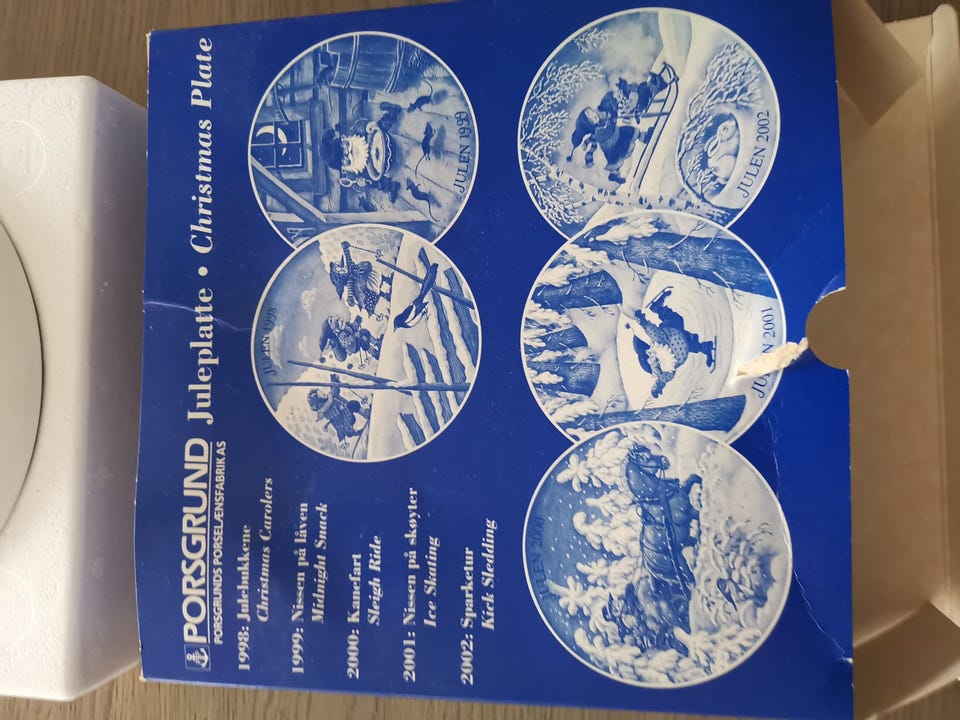 PORSGRUND Juleplatte • Christmas Plate
PORSGRUNDS PORSELÆNSFABRIK AS
1998: Julebukkene
Christmas Carolers
1999: Nissen på låven
Midnight Snack
2000: Kanefart
Sleigh Ride
2001: Nissen på skøyter
Ice Skating
2002: Sparketur
Kick Sledding
JULEN 1998
JULEN 1999
JULEN 2000
2001
JULEN 2002